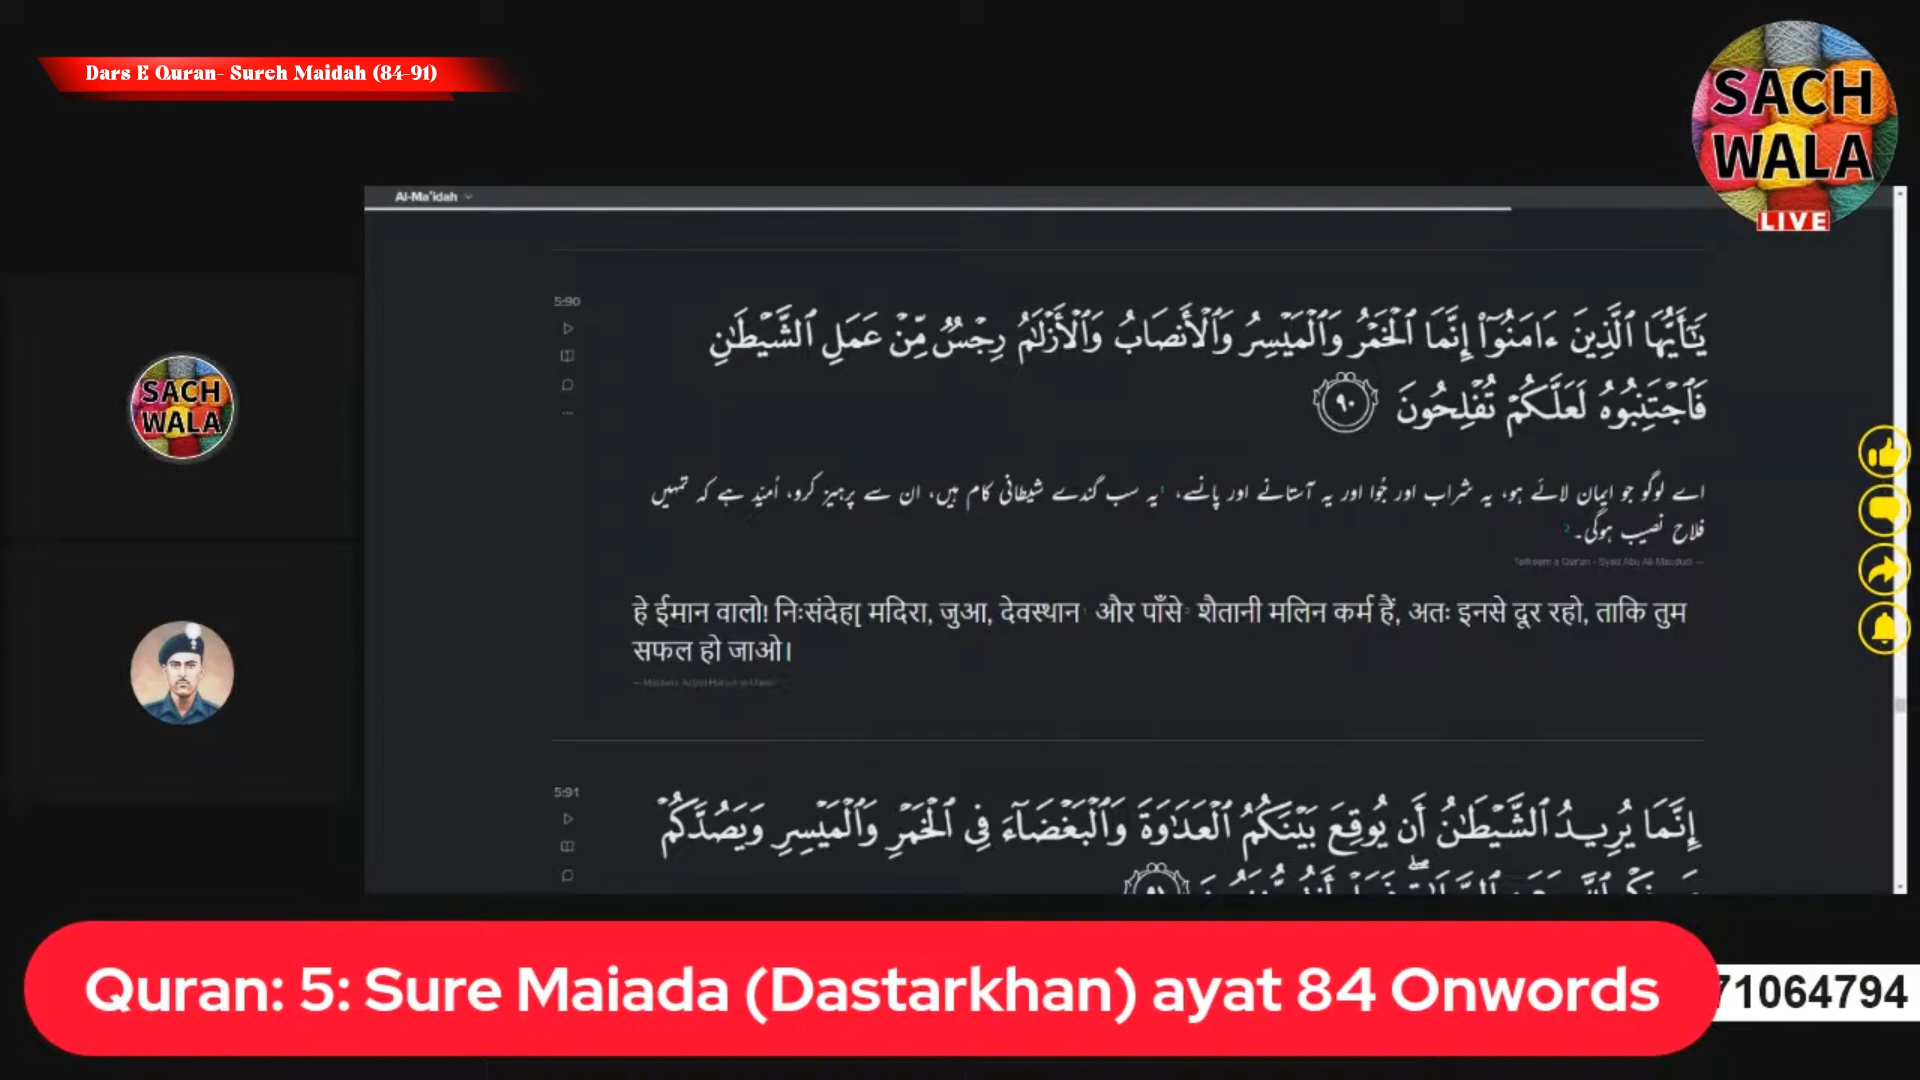 Dars E Quran- Sureh Maidah (84-91)
SACH
WALA
LIVE
Al-Ma'idah
5:90
يَـٰٓأَيُّهَا ٱلَّذِينَ ءَامَنُوٓا۟ إِنَّمَا ٱلْخَمْرُ وَٱلْمَيْسِرُ وَٱلْأَنصَابُ وَٱلْأَزْلَـٰمُ رِجْسٌ مِّنْ عَمَلِ ٱلشَّيْطَـٰنِ
فَٱجْتَنِبُوهُ لَعَلَّكُمْ تُفْلِحُونَ ٩٠
اے لوگو جو ایمان لائے ہو، یہ شراب اور جُوا اور یہ آستانے اور پانسے، 1 یہ سب گندے شیطانی کام ہیں، ان سے پرہیز کرو، اُمیّد ہے کہ تمہیں
فلاح نصیب ہوگی۔ 2
SACH
WALA
हे ईमान वालो! निःसंदेह[ मदिरा, जुआ, देवस्थान और पाँसे शैतानी मलिन कर्म हैं, अतः इनसे दूर रहो, ताकि तुम
सफल हो जाओ।
5:91
إِنَّمَا يُرِيدُ ٱلشَّيْطَـٰنُ أَن يُوقِعَ بَيْنَكُمُ ٱلْعَدَٰوَةَ وَٱلْبَغْضَآءَ فِى ٱلْخَمْرِ وَٱلْمَيْسِرِ وَيَصُدَّكُمْ
Quran: 5: Sure Maiada (Dastarkhan) ayat 84 Onwords
71064794